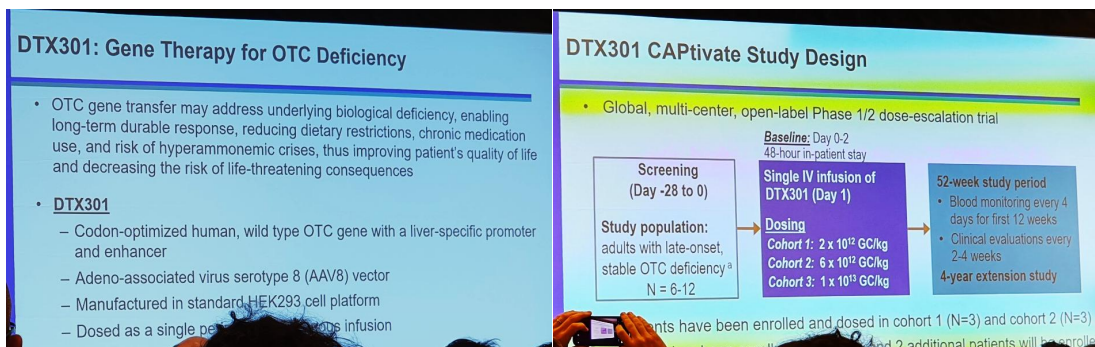 DTX301: Gene Therapy for OTC Deficiency
• OTC gene transfer may address underlying biological deficiency, enabling
long-term durable response, reducing dietary restrictions, chronic medication
use, and risk of hyperammonemic crises, thus improving patient's quality of life
and decreasing the risk of life-threatening consequences
• DTX301
– Codon-optimized human, wild type OTC gene with a liver-specific promoter
and enhancer
– Adeno-associated virus serotype 8 (AAV8) vector
– Manufactured in standard HEK293 cell platform
– Dosed as a single infusion
DTX301 CAPtivate Study Design
• Global, multi-center, open-label Phase 1/2 dose-escalation trial
Baseline: Day 0-2
48-hour in-patient stay
Screening
(Day -28 to 0)
Study population:
adults with late-onset,
stable OTC deficiency ª
N = 6-12
Single IV infusion of
DTX301 (Day 1)
Dosing
Cohort 1: 2 x 10¹² GC/kg
Cohort 2: 6 x 10¹² GC/kg
Cohort 3: 1 x 10¹³ GC/kg
52-week study period
• Blood monitoring every 4
days for first 12 weeks
• Clinical evaluations every
2-4 weeks
4-year extension study
have been enrolled and dosed in cohort 1 (N=3) and cohort 2 (N=3)
and 2 additional patients will be